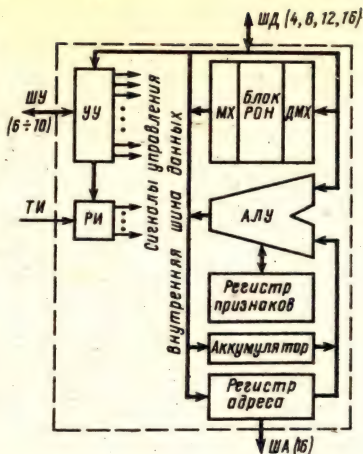 ШД (4, 8, 12, 16)
ШУ
(6÷10)
УУ
ТИ
РИ
Сигналы управления
Внутренняя шина данных
МХ
Блок
РОН
ДМХ
АЛУ
Регистр
признаков
Аккумулятор
Регистр
адреса
ША (16)